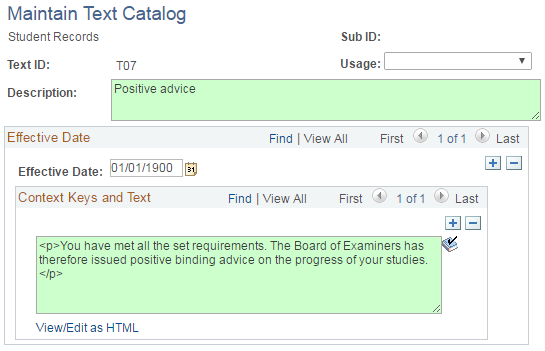 Maintain Text Catalog
Student Records Sub ID:
Text ID: T07 Usage:
Description: Positive advice
Effective Date Find | View All First 1 of 1 Last
Effective Date: 01/01/1900
Context Keys and Text Find | View All First 1 of 1 Last
<p>You have met all the set requirements. The Board of Examiners has
therefore issued positive binding advice on the progress of your studies.
</p>
View/Edit as HTML